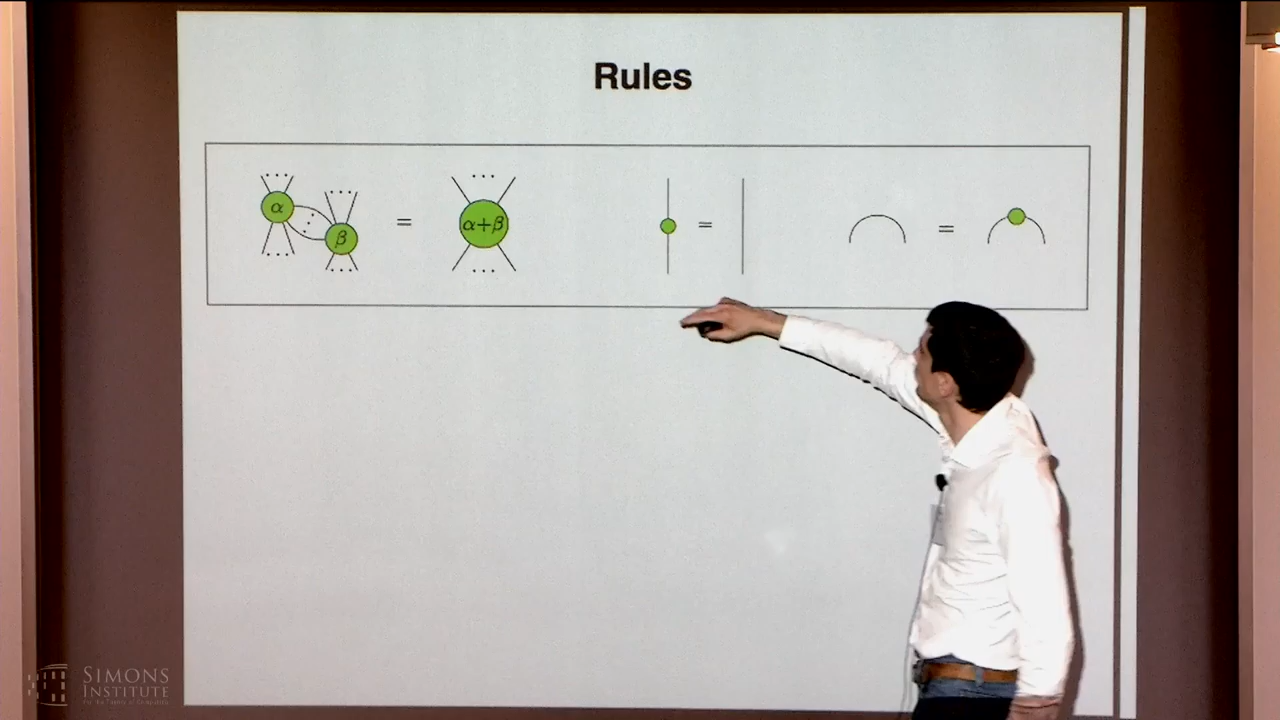 Rules
α
β
=
α+β
=
=
SIMONS
INSTITUTE